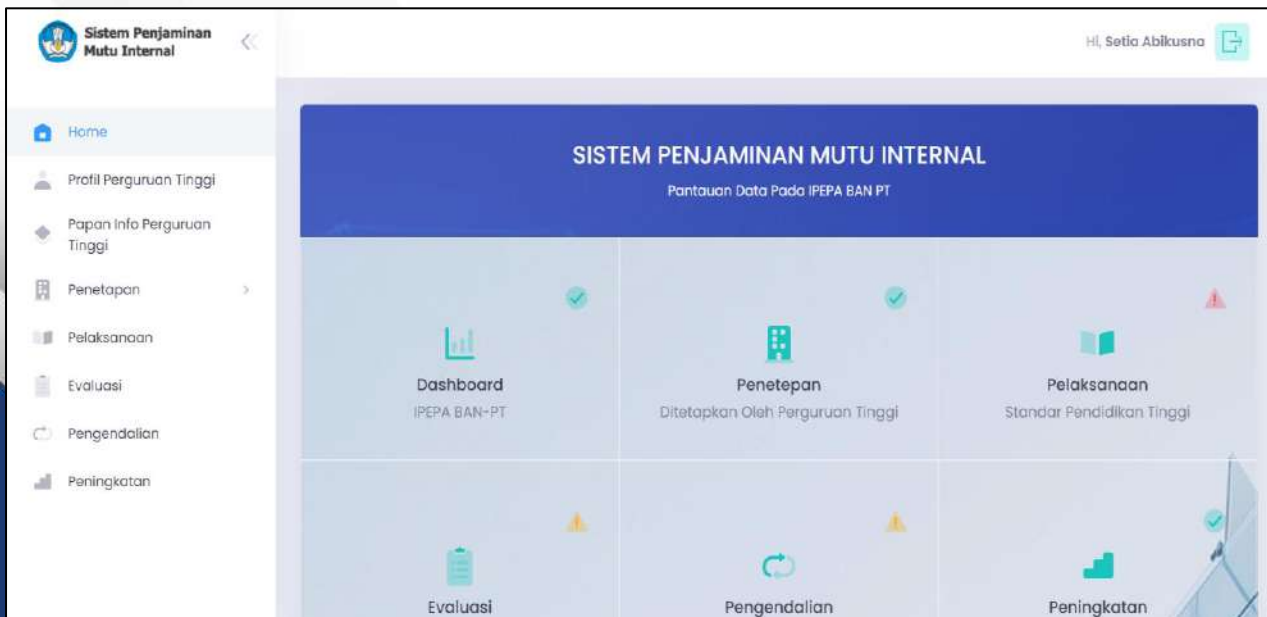 Sistem Penjaminan
Mutu Internal
Hi, Setia Abikusna
Home
Profil Perguruan Tinggi
Papan Info Perguruan
Tinggi
Penetapan
Pelaksanaan
Evaluasi
Pengendalian
Peningkatan
SISTEM PENJAMINAN MUTU INTERNAL
Pantauan Data Pada IPEPA BAN PT
Dashboard
IPEPA BAN-PT
Penetepan
Ditetapkan Oleh Perguruan Tinggi
Pelaksanaan
Standar Pendidikan Tinggi
Evaluasi
Pengendalian
Peningkatan